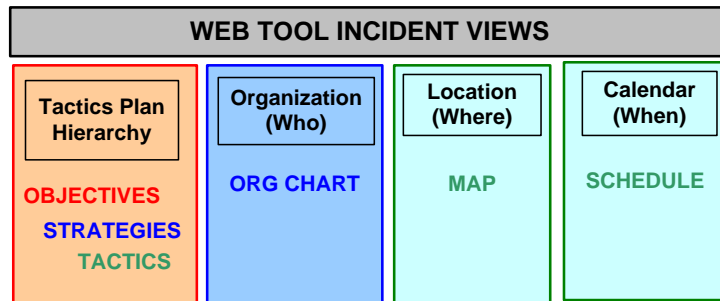 WEB TOOL INCIDENT VIEWS
Tactics Plan
Hierarchy
OBJECTIVES
STRATEGIES
TACTICS
Organization
(Who)
ORG CHART
Location
(Where)
MAP
Calendar
(When)
SCHEDULE